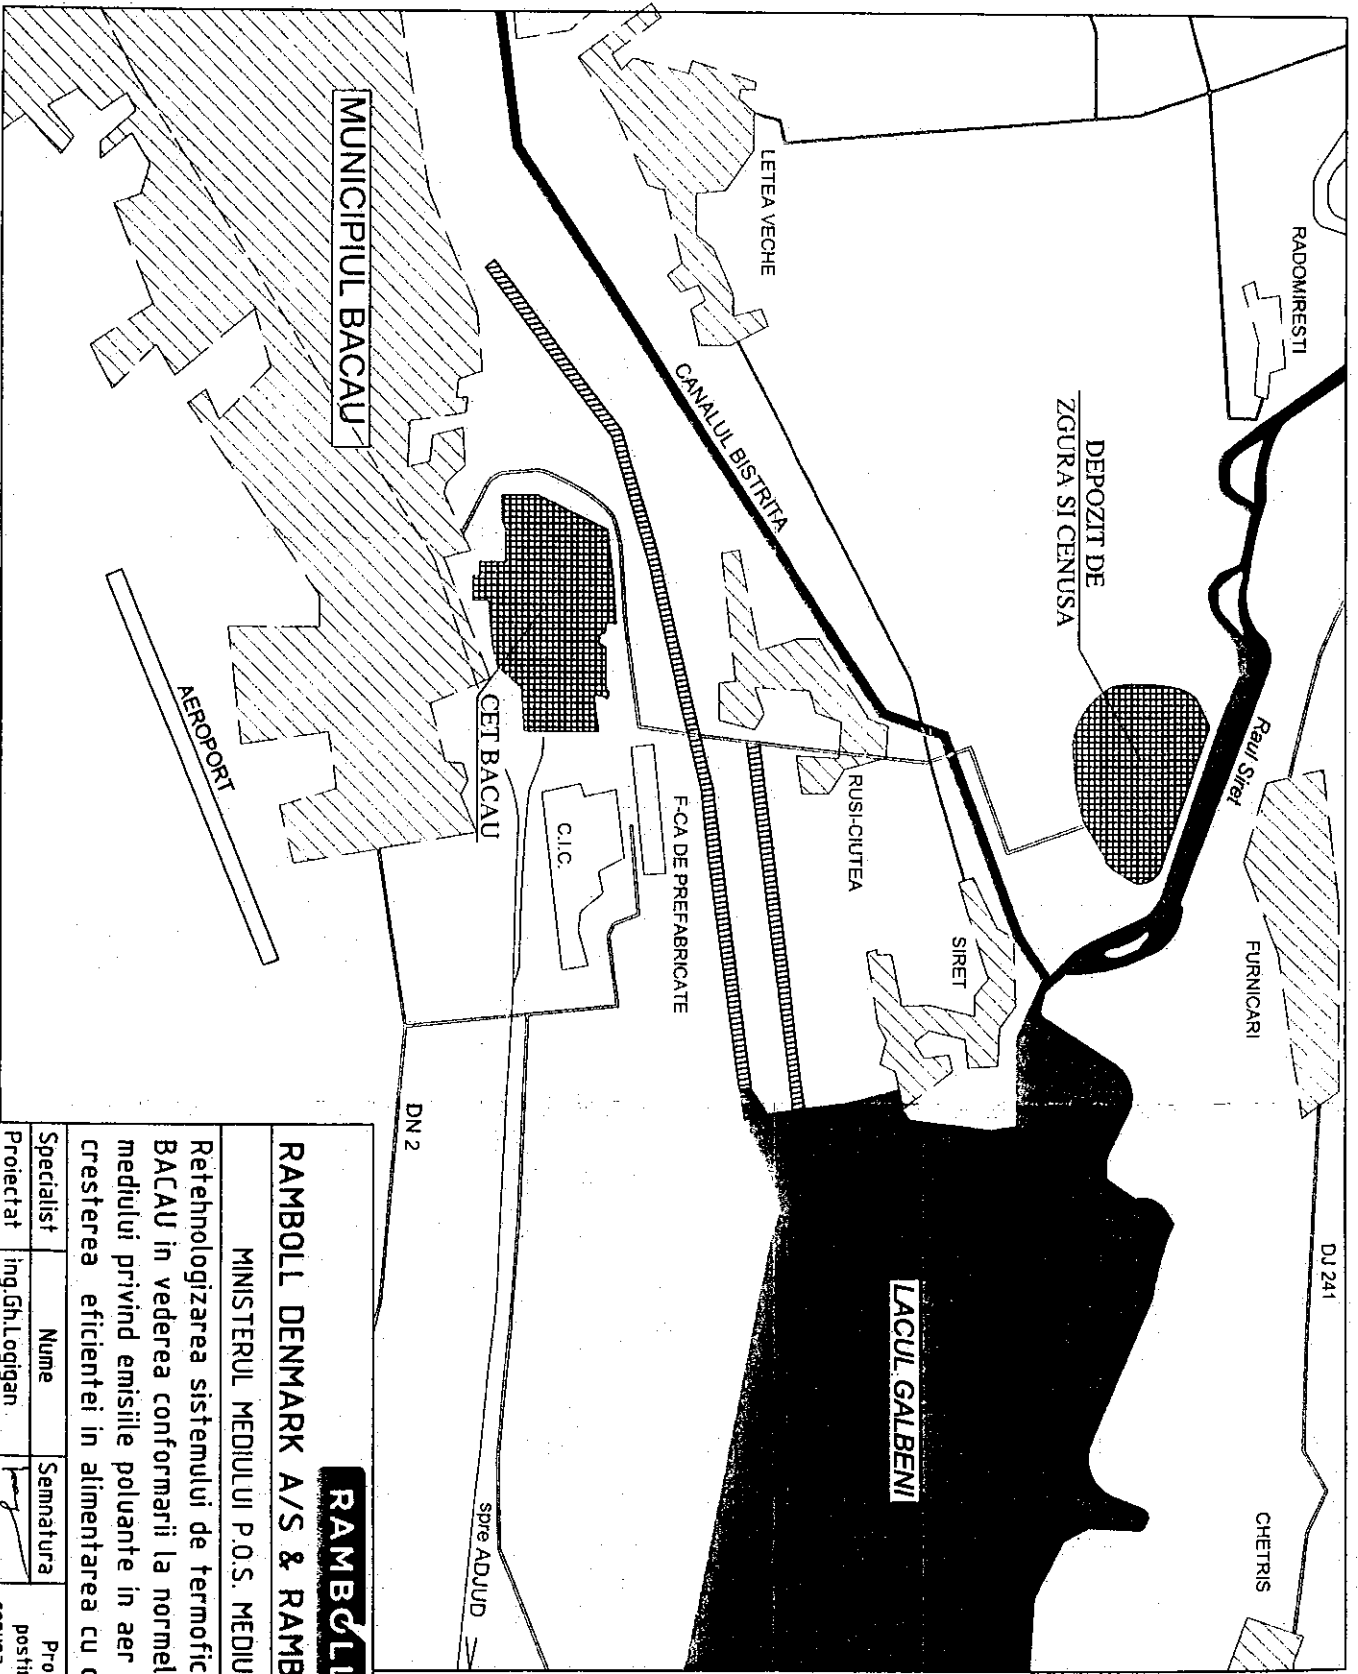 RADOMIRESTI
LETEA VECHE
DEPOZIT DE
ZGURA SI CENUSA
Raul Siret
FURNICARI
DJ 241
CHETRIS
MUNICIPIUL BACAU
CANALUL BISTRITA
RUSI-CIUTEA
SIRET
LACUL GALBENI
F-CA DE PREFABRICATE
C.I.C.
CET BACAU
AEROPORT
DN 2
spre ADJUD
RAMBOLL
RAMBOLL DENMARK A/S & RAMB
MINISTERUL MEDIULUI P.O.S. MEDIU
Retehnologizarea sistemului de termofic
BACAU in vederea conformarii la normel
mediului privind emisiile poluante in aer
cresterea eficientei in alimentarea cu
Specialist Nume Semnatura Pro
Proiectat ing.Gh.Logigan